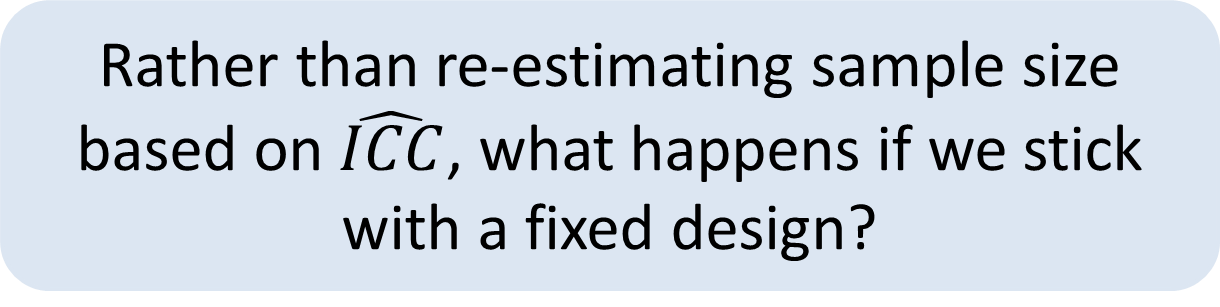 Rather than re-estimating sample size
based on $\widehat{ICC}$, what happens if we stick
with a fixed design?